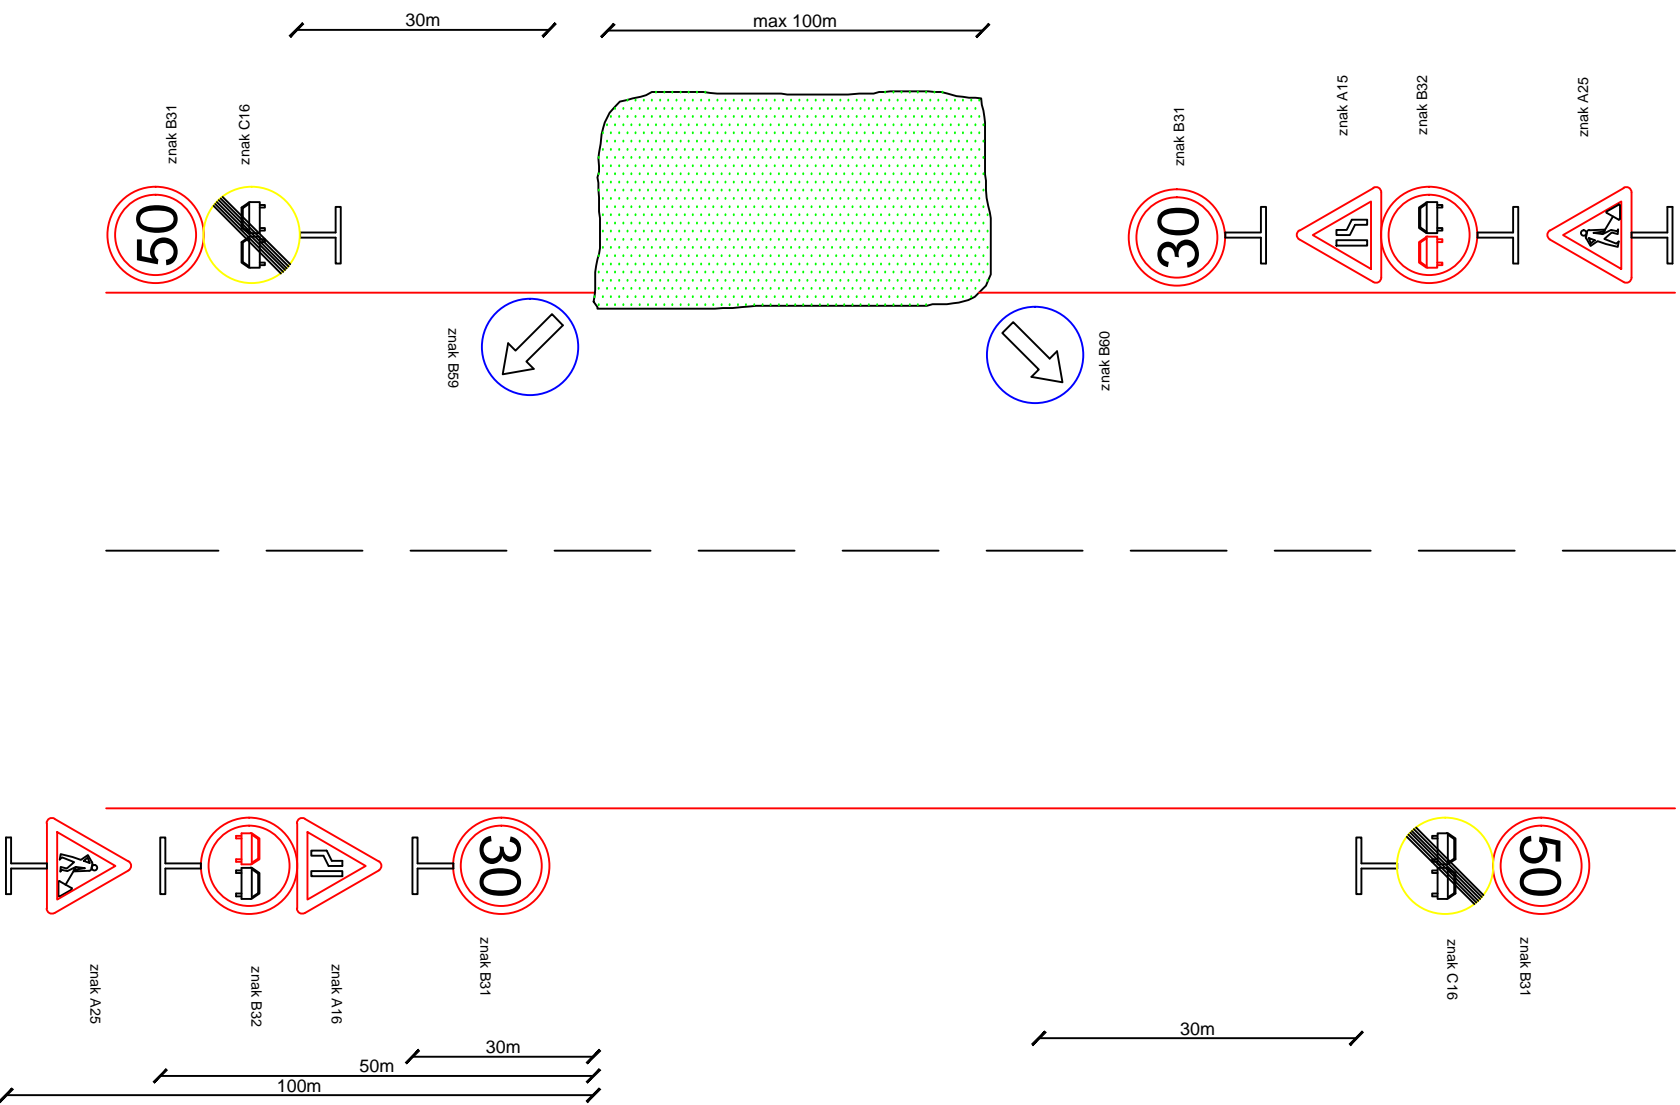 30m
max 100m
znak B31
znak C16
znak B31
znak A15
znak B32
znak A25
50
30
znak B59
znak B60
30
50
znak A25
znak B32
znak A16
znak B31
znak C16
znak B31
30m
30m
50m
100m